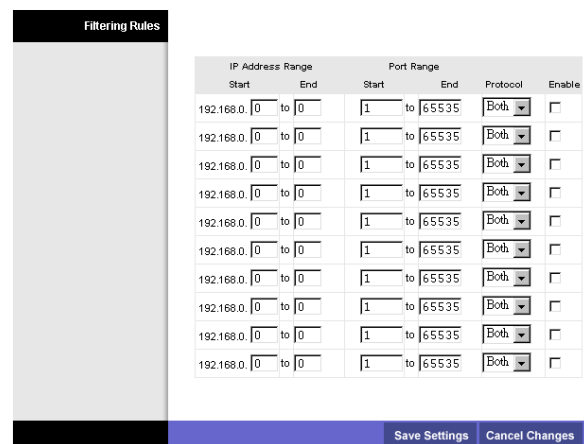 Filtering Rules
IP Address Range Port Range
Start End Start End Protocol Enable
192.168.0. 0 to 0 1 to 65535 Both
192.168.0. 0 to 0 1 to 65535 Both
192.168.0. 0 to 0 1 to 65535 Both
192.168.0. 0 to 0 1 to 65535 Both
192.168.0. 0 to 0 1 to 65535 Both
192.168.0. 0 to 0 1 to 65535 Both
192.168.0. 0 to 0 1 to 65535 Both
192.168.0. 0 to 0 1 to 65535 Both
192.168.0. 0 to 0 1 to 65535 Both
192.168.0. 0 to 0 1 to 65535 Both
Save Settings Cancel Changes